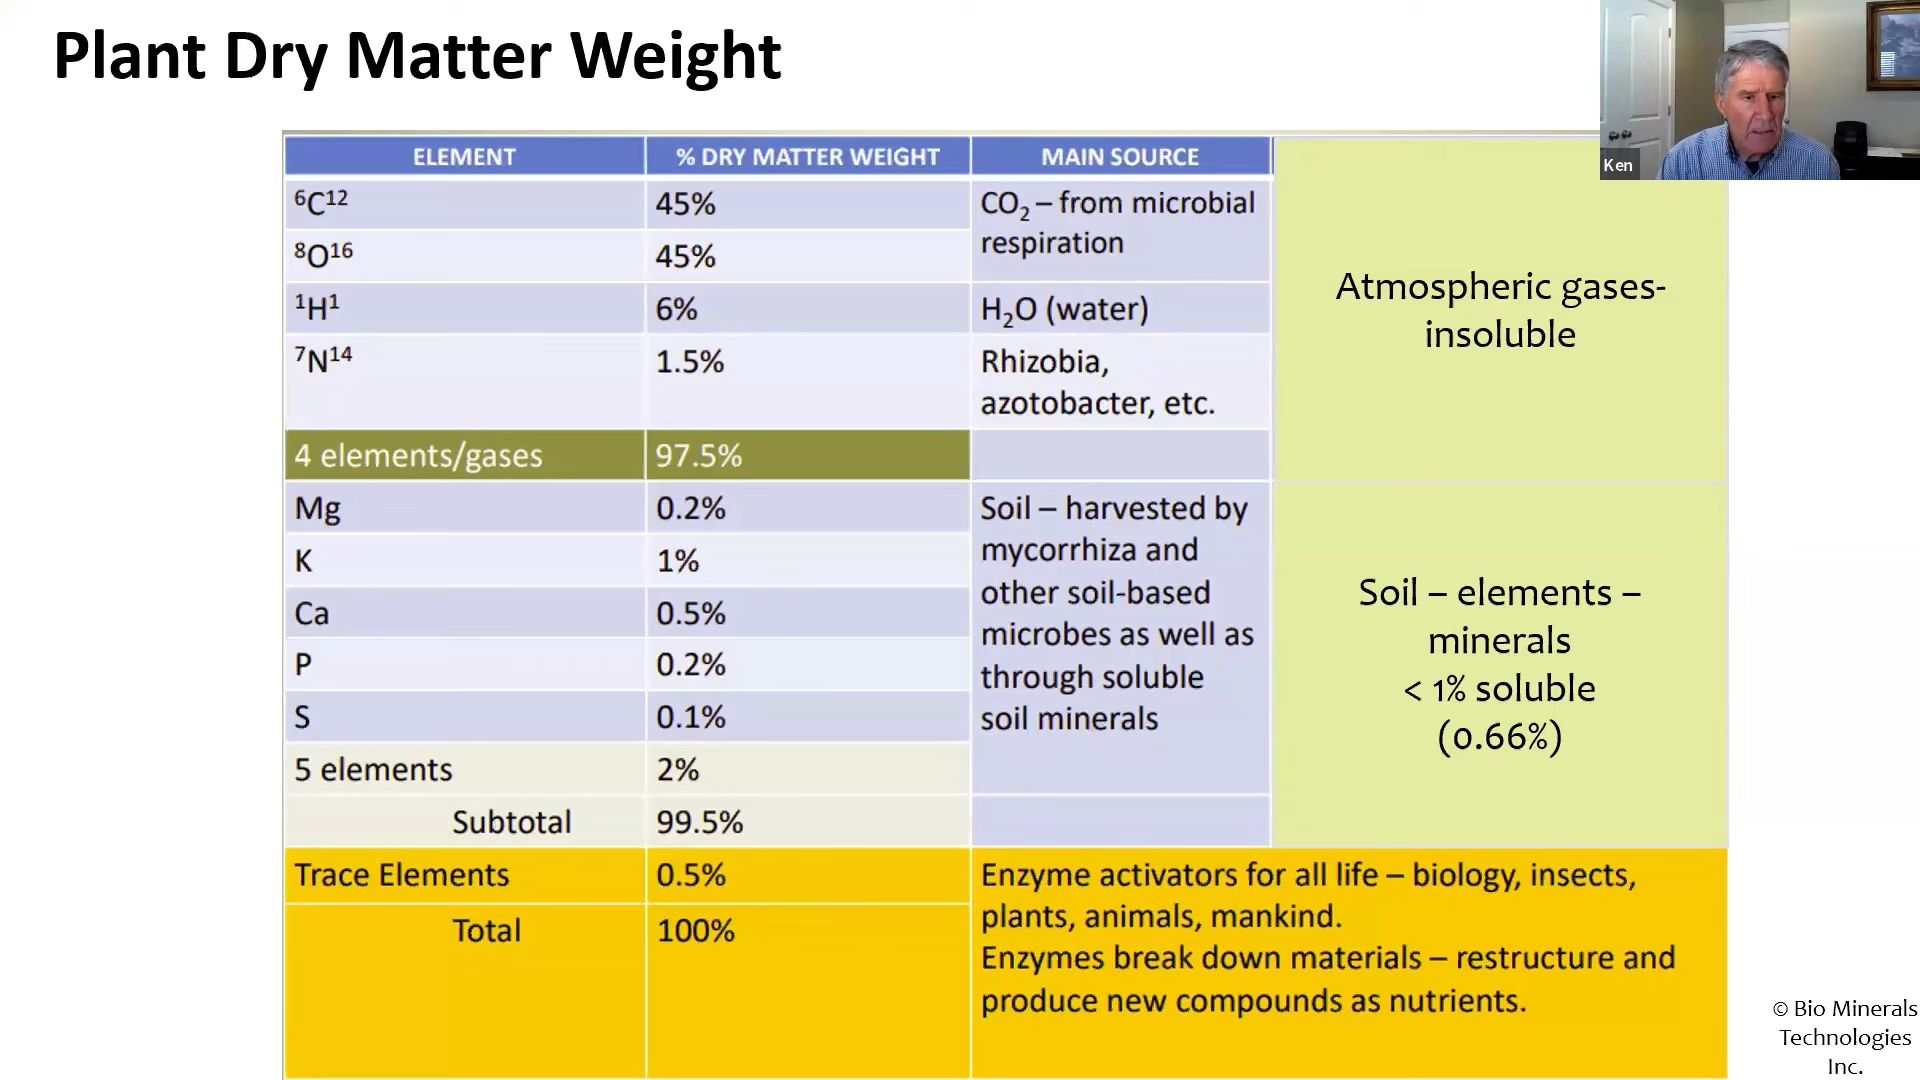 Plant Dry Matter Weight
Ken
ELEMENT % DRY MATTER WEIGHT MAIN SOURCE
⁶C¹² 45% CO₂ – from microbial
respiration
⁸O¹⁶ 45%
¹H¹ 6% H₂O (water)
⁷N¹⁴ 1.5% Rhizobia,
azotobacter, etc.
Atmospheric gases-
insoluble
4 elements/gases 97.5%
Mg 0.2% Soil – harvested by
K 1% mycorrhiza and
other soil-based
Ca 0.5% microbes as well as
P 0.2% through soluble
S 0.1% soil minerals
Soil – elements –
minerals
< 1% soluble
(0.66%)
5 elements 2%
Subtotal 99.5%
Trace Elements 0.5% Enzyme activators for all life – biology, insects,
plants, animals, mankind.
Total 100% Enzymes break down materials – restructure and
produce new compounds as nutrients.
© Bio Minerals
Technologies
Inc.